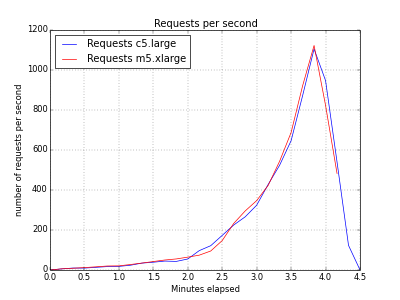 Requests per second
1200
1000
800
600
400
200
0
number of requests per second
Requests c5.large
Requests m5.xlarge
0.0 0.5 1.0 1.5 2.0 2.5 3.0 3.5 4.0 4.5
Minutes elapsed